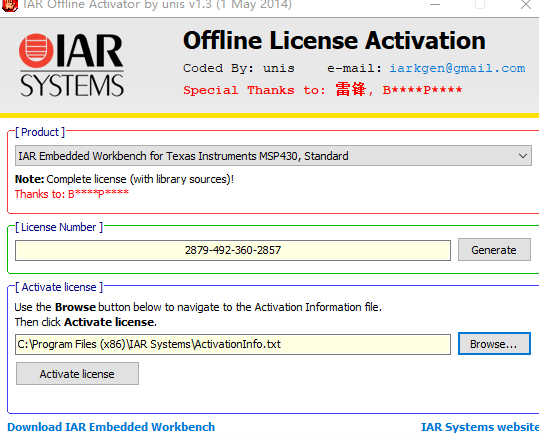 IAR Offline Activator by unis v1.3 (1 May 2014)
IAR
SYSTEMS
Offline License Activation
Coded By: unis e-mail: iarkgen@gmail.com
Special Thanks to: 雷锋, B****P****
[ Product ]
IAR Embedded Workbench for Texas Instruments MSP430, Standard
Note: Complete license (with library sources)!
Thanks to: B****P****
[ License Number ]
2879-492-360-2857
Generate
[ Activate license ]
Use the Browse button below to navigate to the Activation Information file.
Then click Activate license.
C:\Program Files (x86)\IAR Systems\ActivationInfo.txt
Browse...
Activate license
Download IAR Embedded Workbench
IAR Systems website